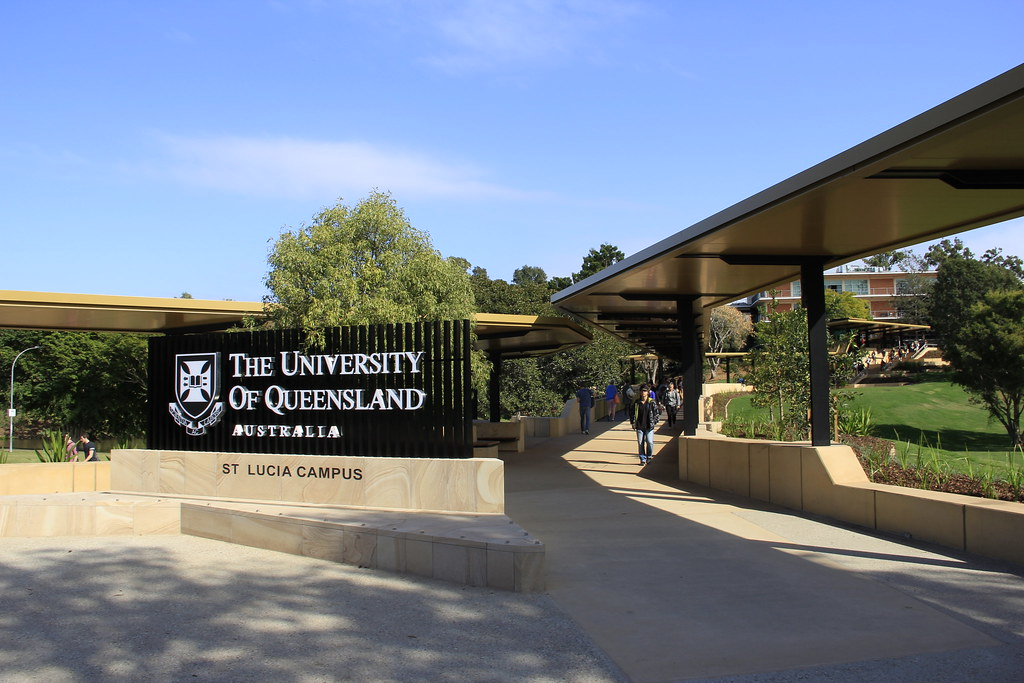 THE UNIVERSITY
OF QUEENSLAND
AUSTRALIA
ST LUCIA CAMPUS